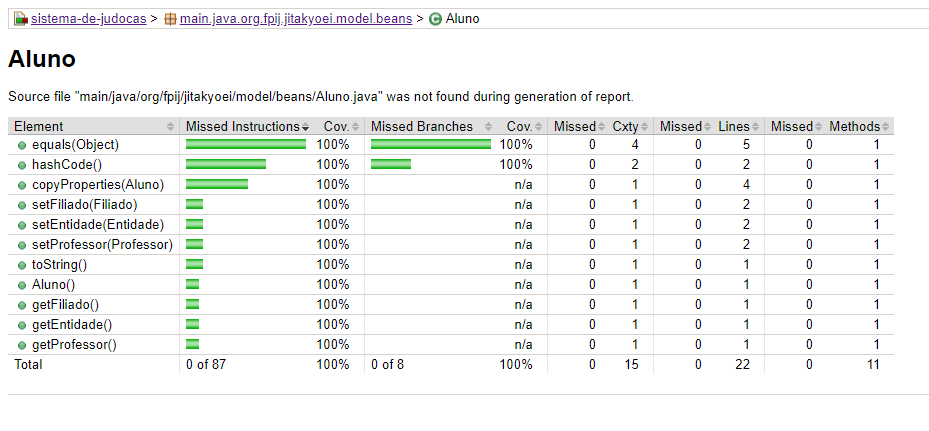 sistema-de-judocas > main.java.org.fpij.jitakyoei.model.beans > Aluno
Aluno
Source file "main/java/org/fpij/jitakyoei/model/beans/Aluno.java" was not found during generation of report.
Element Missed Instructions Cov. Missed Branches Cov. Missed Cxty Missed Lines Missed Methods
equals(Object) 100% 100% 0 4 0 5 0 1
hashCode() 100% 100% 0 2 0 2 0 1
copyProperties(Aluno) 100% n/a 0 1 0 4 0 1
setFiliado(Filiado) 100% n/a 0 1 0 2 0 1
setEntidade(Entidade) 100% n/a 0 1 0 2 0 1
setProfessor(Professor) 100% n/a 0 1 0 2 0 1
toString() 100% n/a 0 1 0 1 0 1
Aluno() 100% n/a 0 1 0 1 0 1
getFiliado() 100% n/a 0 1 0 1 0 1
getEntidade() 100% n/a 0 1 0 1 0 1
getProfessor() 100% n/a 0 1 0 1 0 1
Total 0 of 87 100% 0 of 8 100% 0 15 0 22 0 11